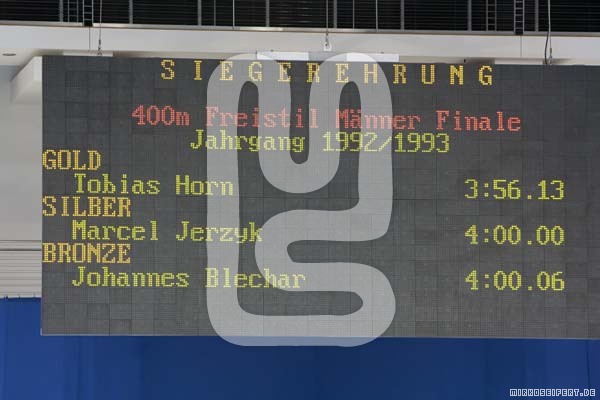 SIEGEREHRUNG
400m Freistil Männer Finale
Jahrgang 1992/1993
GOLD
Tobias Horn 3:56.13
SILBER
Marcel Jerzyk 4:00.00
BRONZE
Johannes Blechar 4:00.06
MIRKOSEIFERT.DE